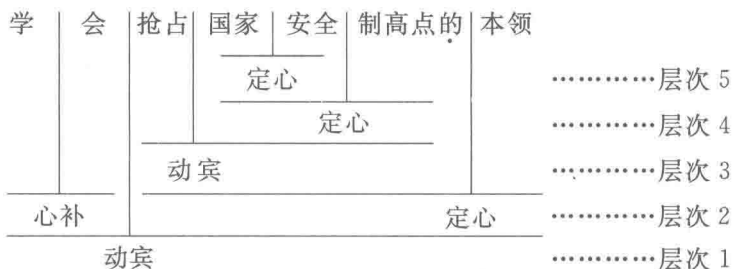 学 会 抢占 国家 安全 制高点的 本领
定心 …………层次 5
定心 …………层次 4
动宾 …………层次 3
心补 定心 …………层次 2
动宾 …………层次 1